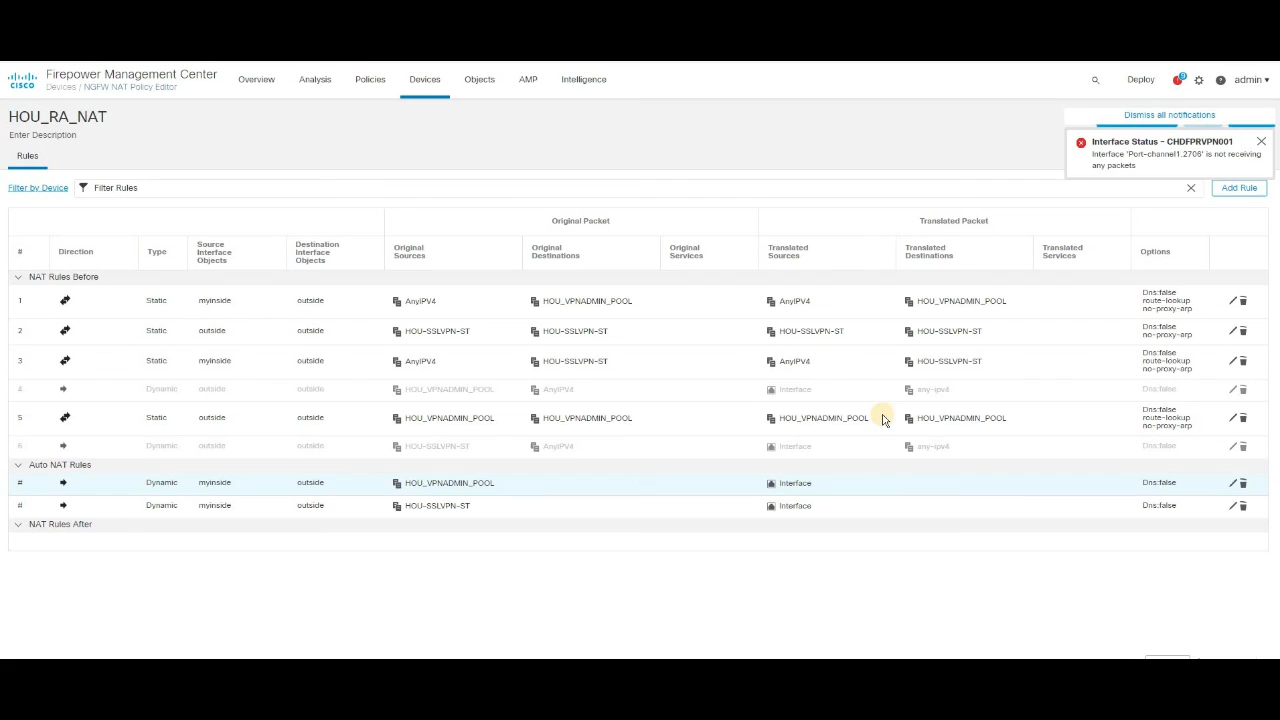 CISCO
Firepower Management Center
Devices / NGFW NAT Policy Editor
Overview
Analysis
Policies
Devices
Objects
AMP
Intelligence
Deploy
admin
HOU_RA_NAT
Enter Description
Dismiss all notifications
Interface Status - CHDFPRVPN001
Interface 'Port-channel1.2706' is not receiving
any packets
Rules
Filter by Device
Filter Rules
Add Rule
Original Packet
Translated Packet
#
Direction
Type
Source Interface Objects
Destination Interface Objects
Original Sources
Original Destinations
Original Services
Translated Sources
Translated Destinations
Translated Services
Options
NAT Rules Before
1 Static myinside outside AnyIPV4 HOU_VPNADMIN_POOL AnyIPV4 HOU_VPNADMIN_POOL Dns:false route-lookup no-proxy-arp
2 Static outside outside HOU-SSLVPN-ST HOU-SSLVPN-ST HOU-SSLVPN-ST HOU-SSLVPN-ST Dns:false no-proxy-arp
3 Static myinside outside AnyIPV4 HOU-SSLVPN-ST AnyIPV4 HOU-SSLVPN-ST Dns:false route-lookup no-proxy-arp
4 Dynamic outside outside HOU_VPNADMIN_POOL AnyIPV4 Interface any-ipv4 Dns:false
5 Static outside outside HOU_VPNADMIN_POOL HOU_VPNADMIN_POOL HOU_VPNADMIN_POOL HOU_VPNADMIN_POOL Dns:false route-lookup no-proxy-arp
6 Dynamic outside outside HOU-SSLVPN-ST AnyIPV4 Interface any-ipv4 Dns:false
Auto NAT Rules
# Dynamic myinside outside HOU_VPNADMIN_POOL Interface Dns:false
# Dynamic myinside outside HOU-SSLVPN-ST Interface Dns:false
NAT Rules After